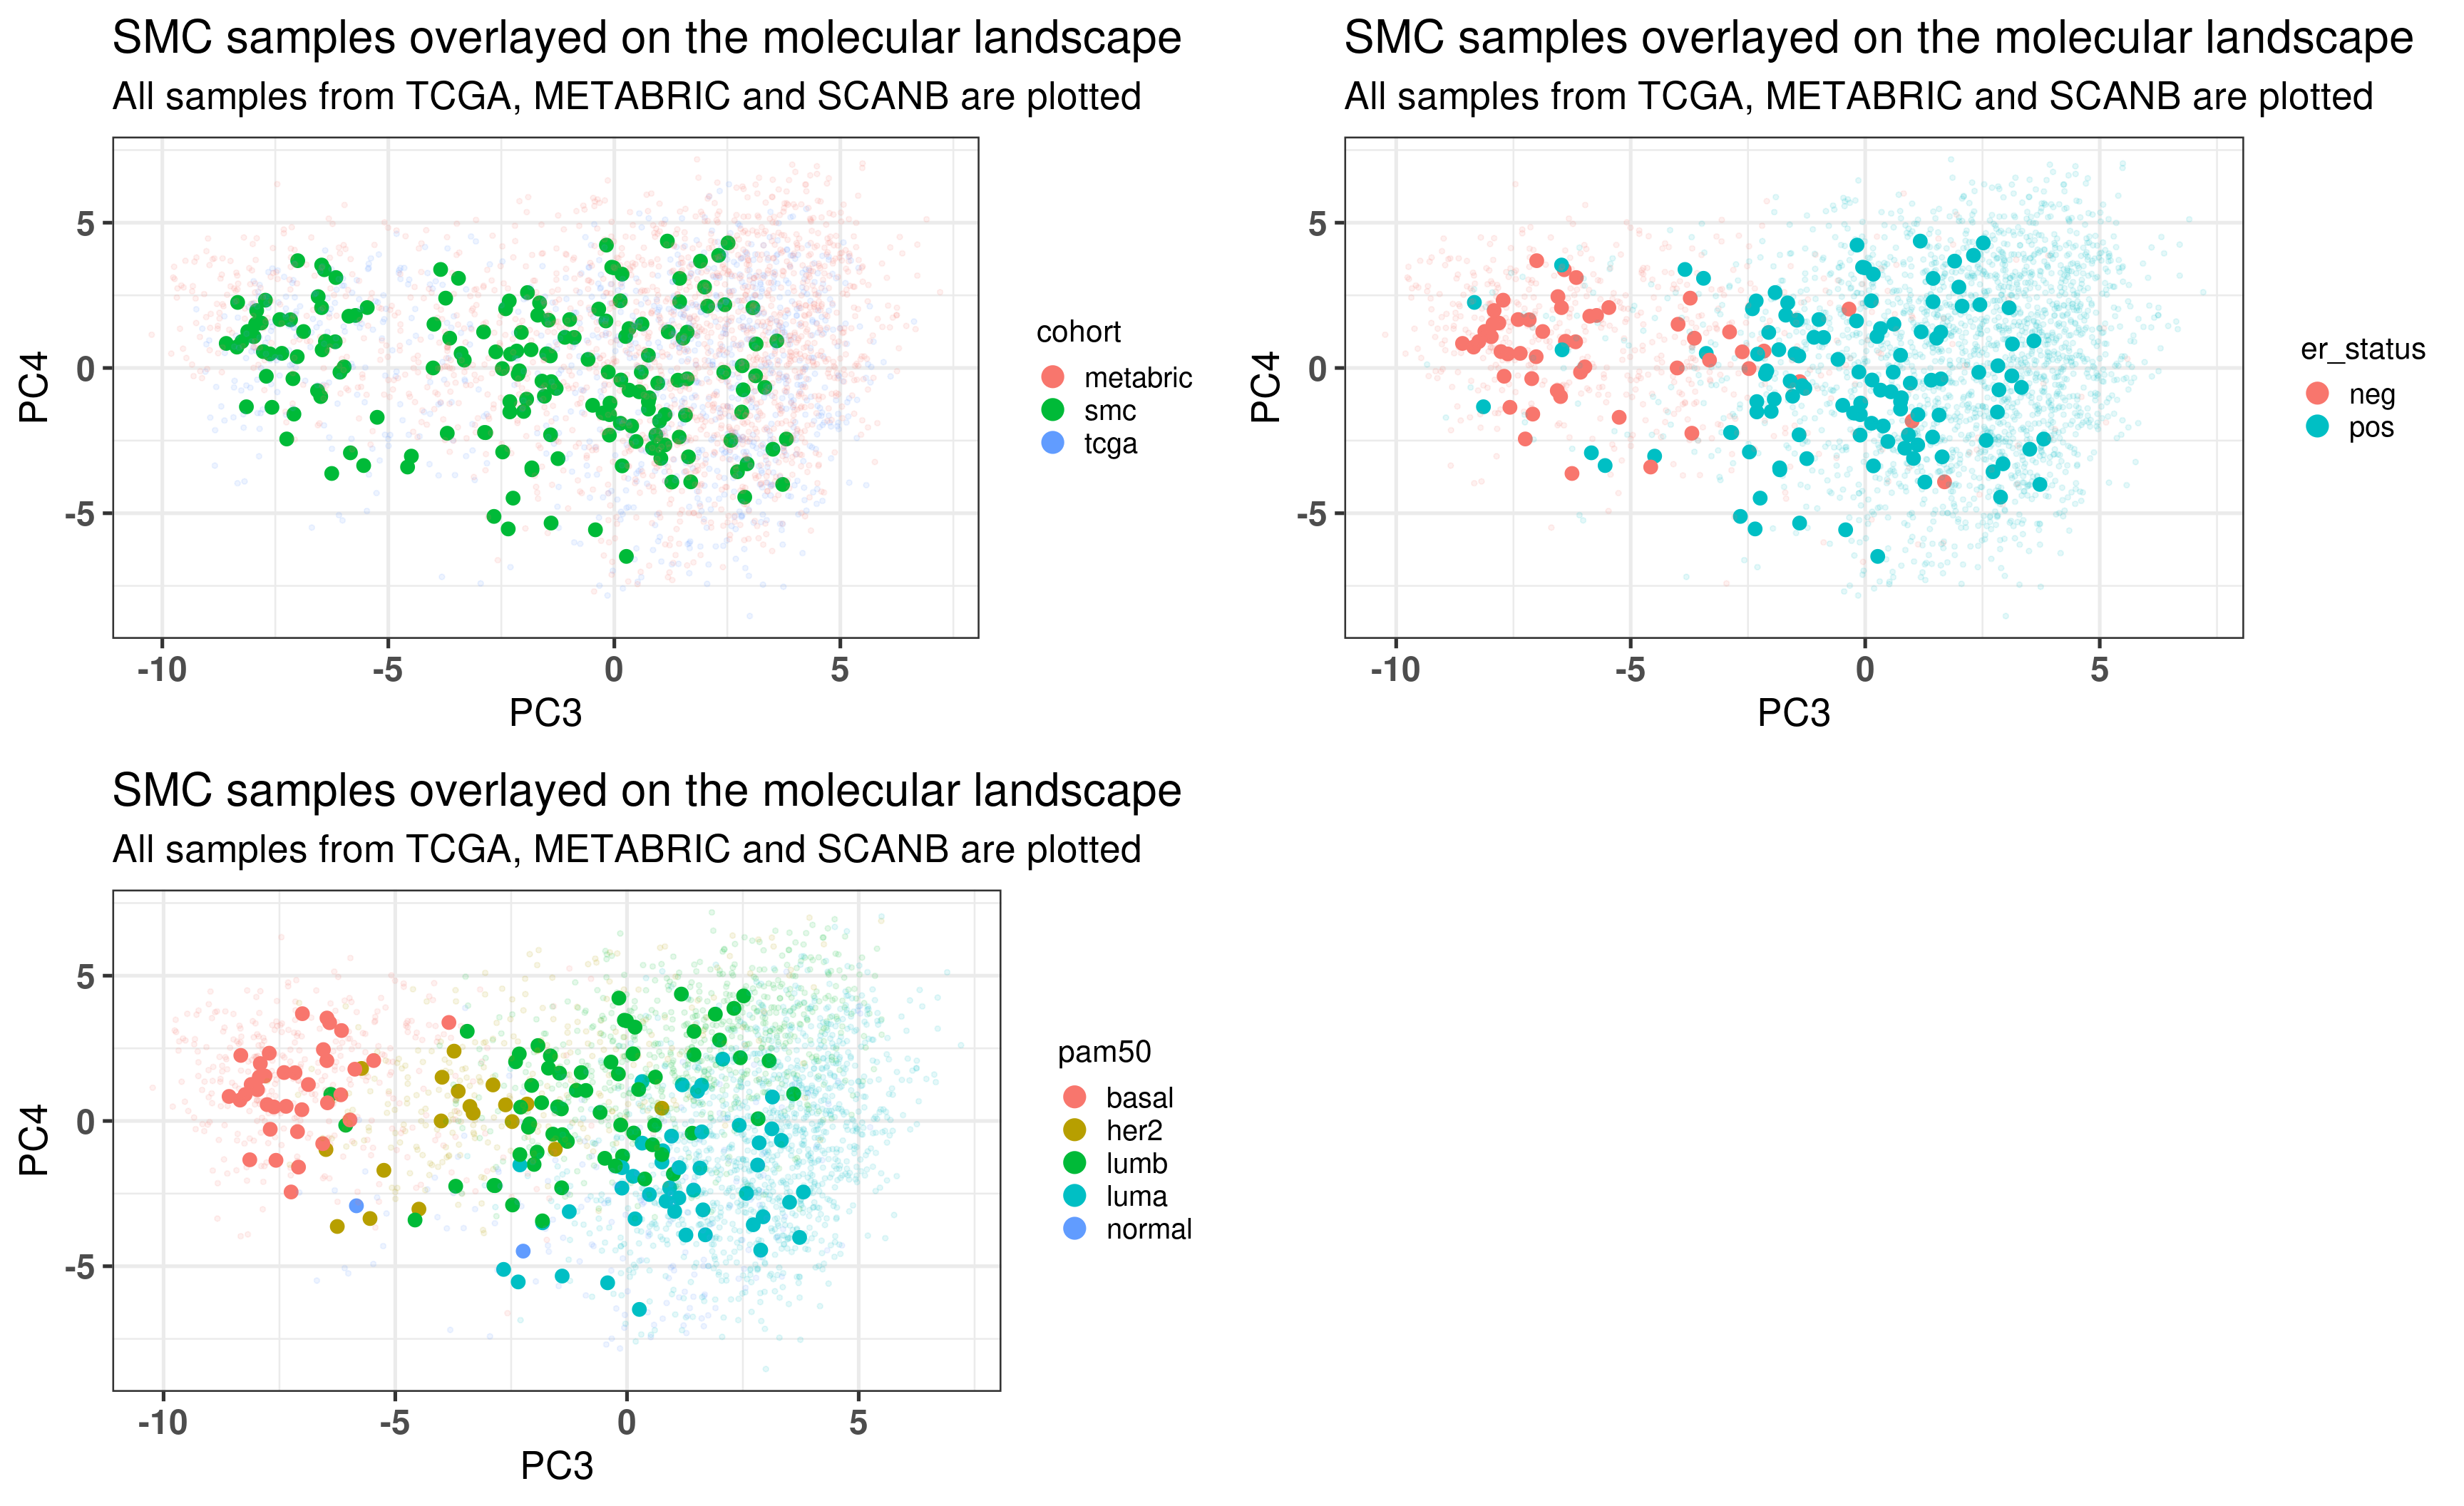 SMC samples overlayed on the molecular landscape
All samples from TCGA, METABRIC and SCANB are plotted
5
0
-5
PC4
-10 -5 0 5
PC3
cohort
metabric
smc
tcga
SMC samples overlayed on the molecular landscape
All samples from TCGA, METABRIC and SCANB are plotted
5
0
-5
PC4
-10 -5 0 5
PC3
er_status
neg
pos
SMC samples overlayed on the molecular landscape
All samples from TCGA, METABRIC and SCANB are plotted
5
0
-5
PC4
-10 -5 0 5
PC3
pam50
basal
her2
lumb
luma
normal